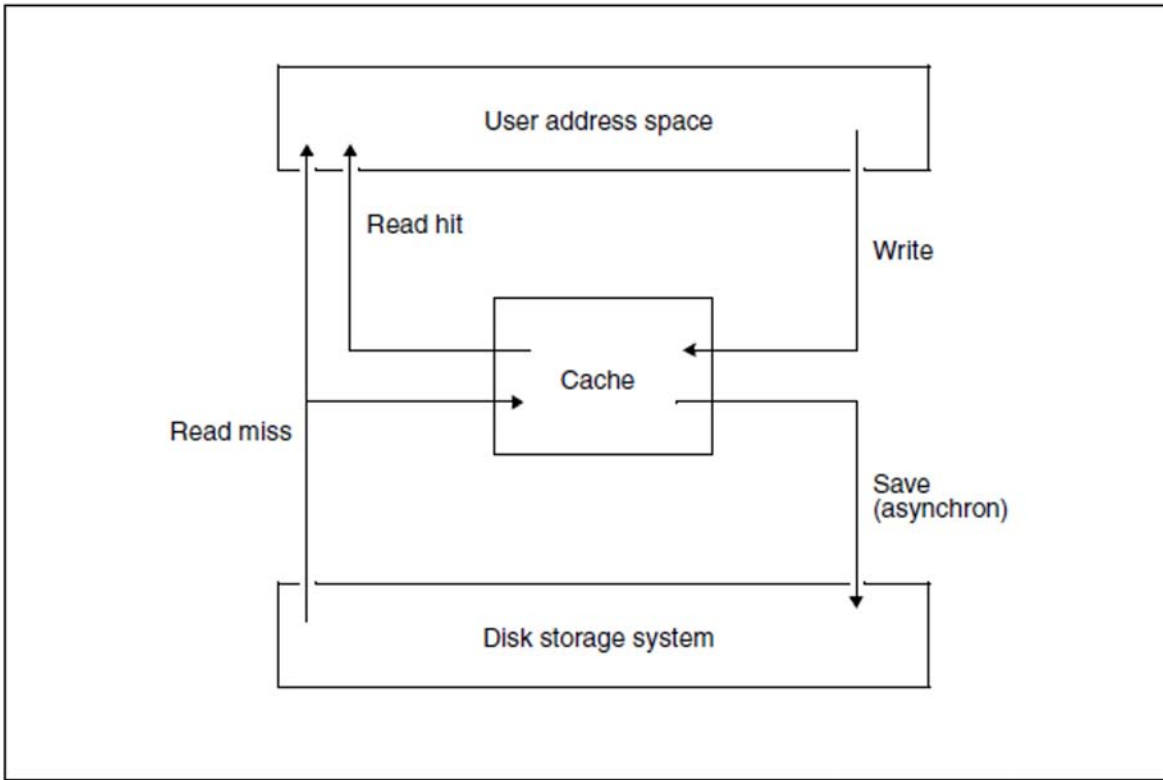 User address space
Read hit
Write
Cache
Read miss
Save
(asynchron)
Disk storage system